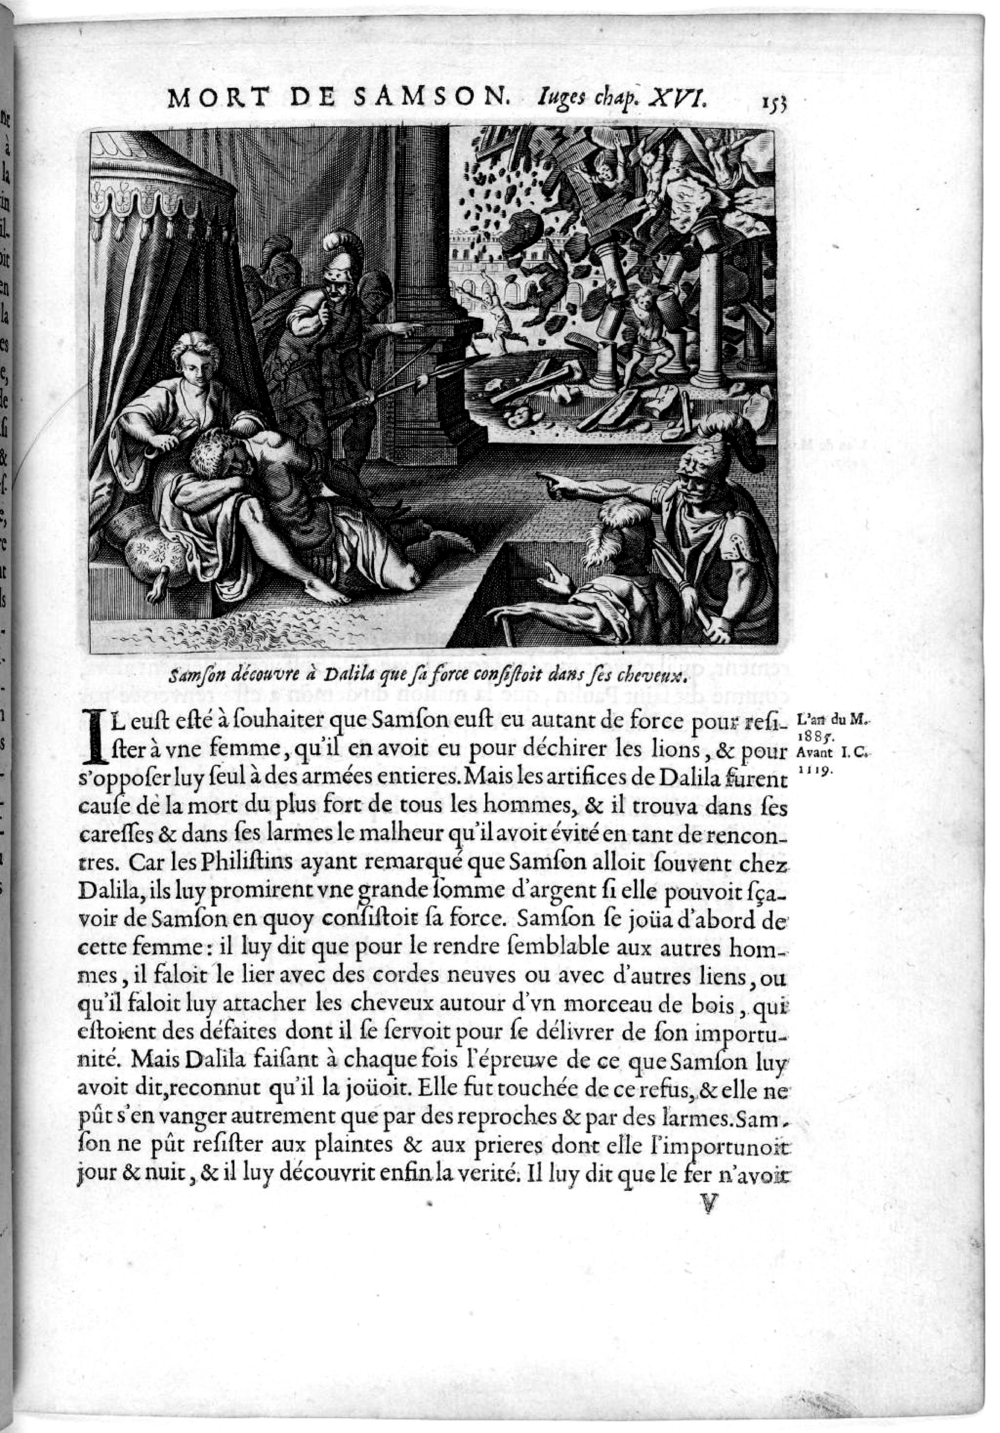 MORT DE SAMSON. Iuges chap. XVI. 153
Samſon découvre à Dalila que ſa force conſiſtoit dans ſes cheveux.
IL euſt eſté à ſouhaiter que Samſon euſt eu autant de force pour reſi-
ſter à vne femme, qu'il en avoit eu pour déchirer les lions, & pour
s'oppoſer luy ſeul à des armées entieres. Mais les artifices de Dalila furent
cauſe de la mort du plus fort de tous les hommes, & il trouva dans ſes
careſſes & dans ſes larmes le malheur qu'il avoit évité en tant de rencon-
tres. Car les Philiſtins ayant remarqué que Samſon alloit ſouvent chez
Dalila, ils luy promirent vne grande ſomme d'argent ſi elle pouvoit ſça-
voir de Samſon en quoy conſiſtoit ſa force. Samſon ſe joüa d'abord de
cette femme: il luy dit que pour le rendre ſemblable aux autres hom-
mes, il faloit le lier avec des cordes neuves ou avec d'autres liens, ou
qu'il faloit luy attacher les cheveux autour d'vn morceau de bois, qui
eſtoient des défaites dont il ſe ſervoit pour ſe délivrer de ſon importu-
nité. Mais Dalila faiſant à chaque fois l'épreuve de ce que Samſon luy
avoit dit, reconnut qu'il la joüoit. Elle fut touchée de ce refus, & elle ne
pût s'en vanger autrement que par des reproches & par des larmes. Sam-
ſon ne pût reſiſter aux plaintes & aux prieres dont elle l'importunoit
jour & nuit, & il luy découvrit enfin la verité. Il luy dit que le fer n'avoit
V
L'an du M.
1885.
Avant I. C.
1119.